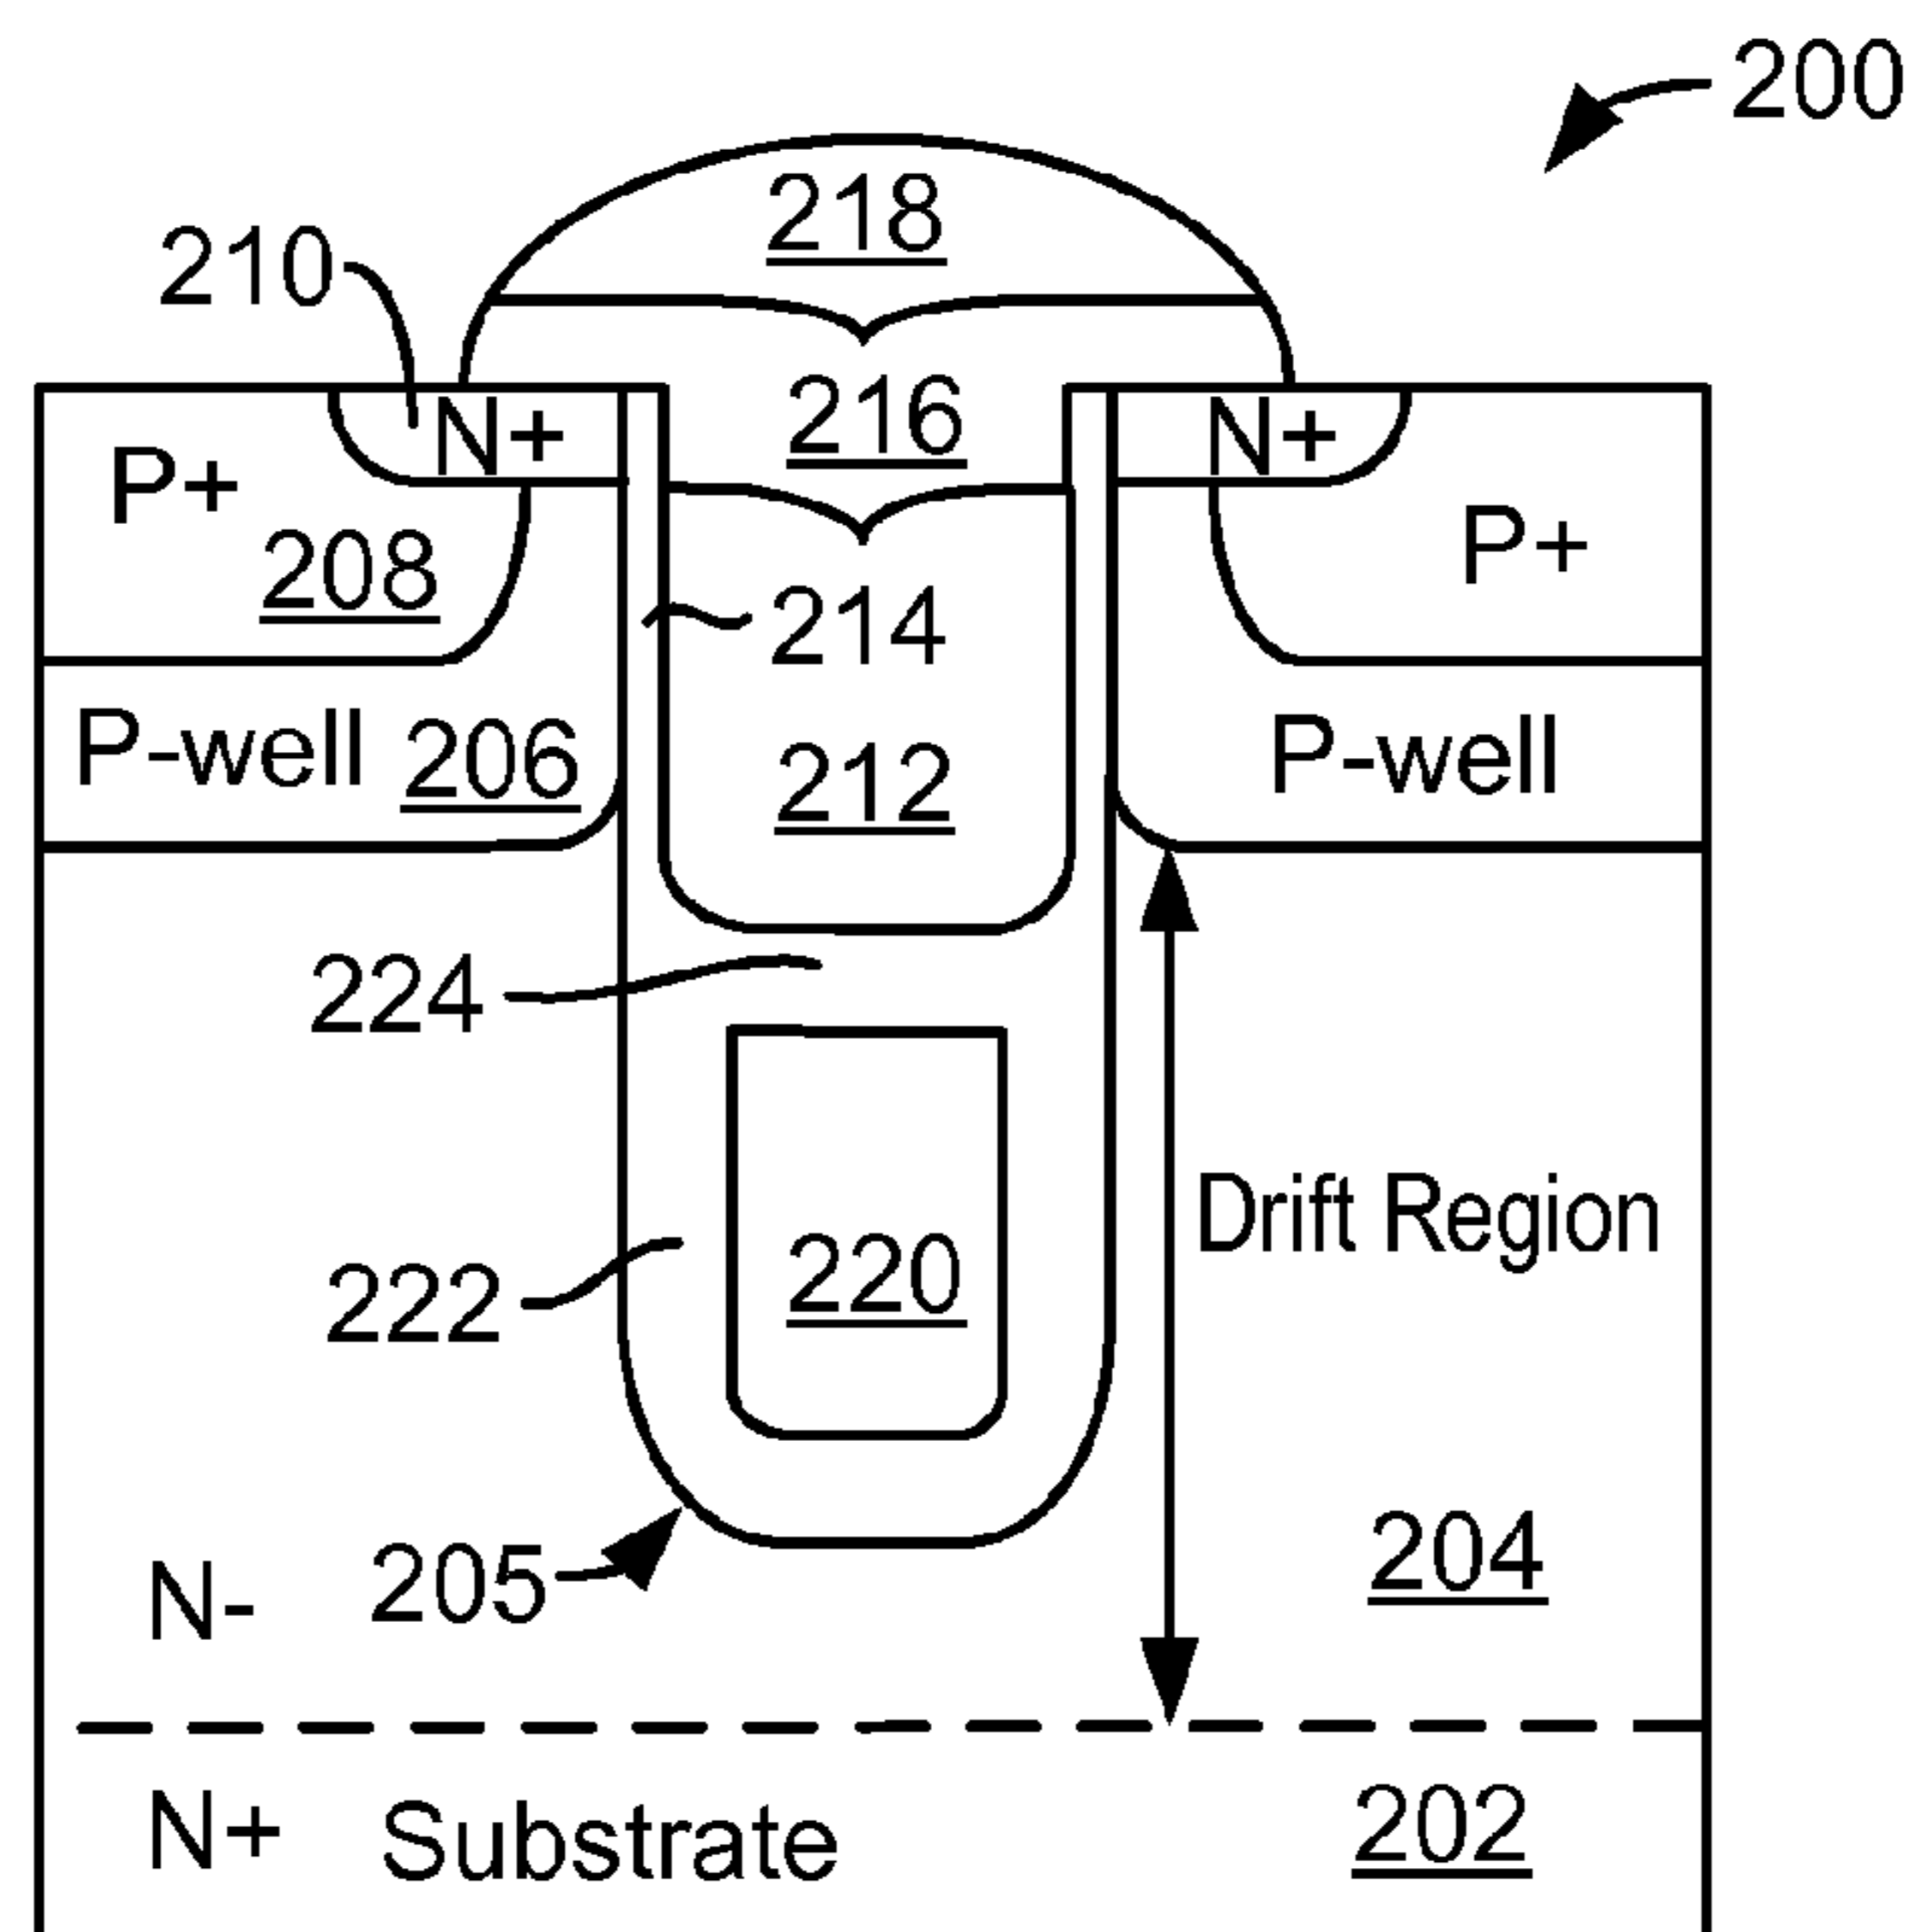 200
218
210
216
N+
N+
P+
208
P+
214
P-well 206
212
P-well
224
Drift Region
222
220
204
205
N-
N+ Substrate
202